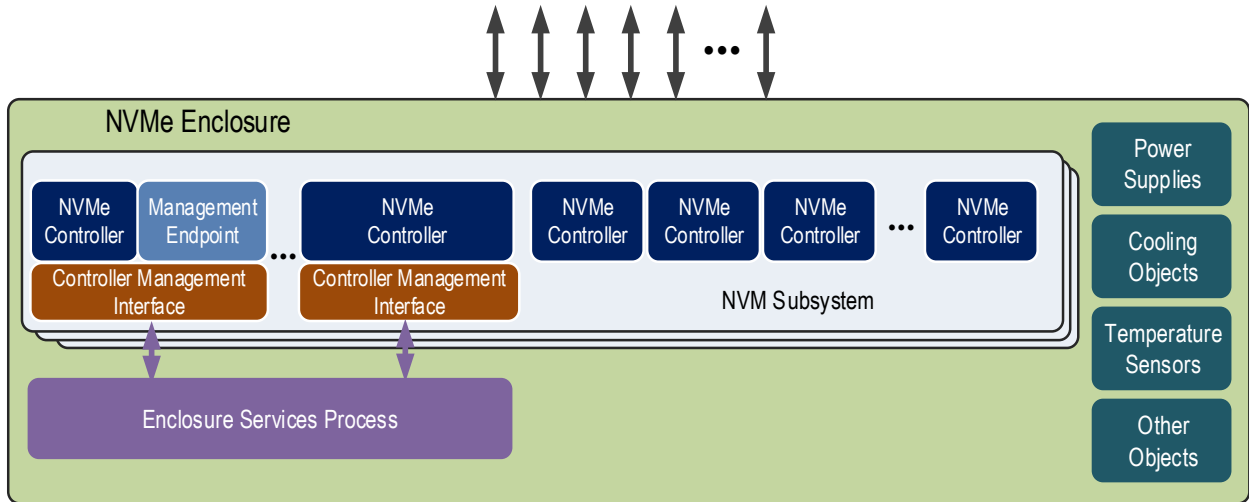 •••
NVMe Enclosure
NVMe
Controller
Management
Endpoint
•••
NVMe
Controller
NVMe
Controller
NVMe
Controller
NVMe
Controller
•••
NVMe
Controller
Controller Management
Interface
Controller Management
Interface
NVM Subsystem
Enclosure Services Process
Power
Supplies
Cooling
Objects
Temperature
Sensors
Other
Objects